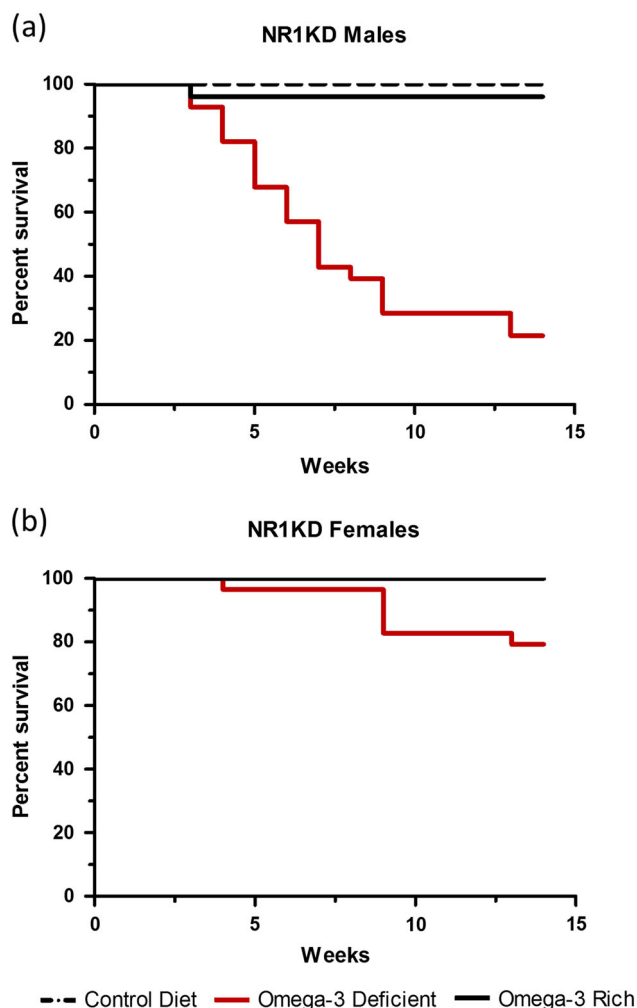 (a)
NR1KD Males
100
80
60
40
20
0
Percent survival
0 5 10 15
Weeks
(b)
NR1KD Females
100
80
60
40
20
0
Percent survival
0 5 10 15
Weeks
Control Diet Omega-3 Deficient Omega-3 Rich